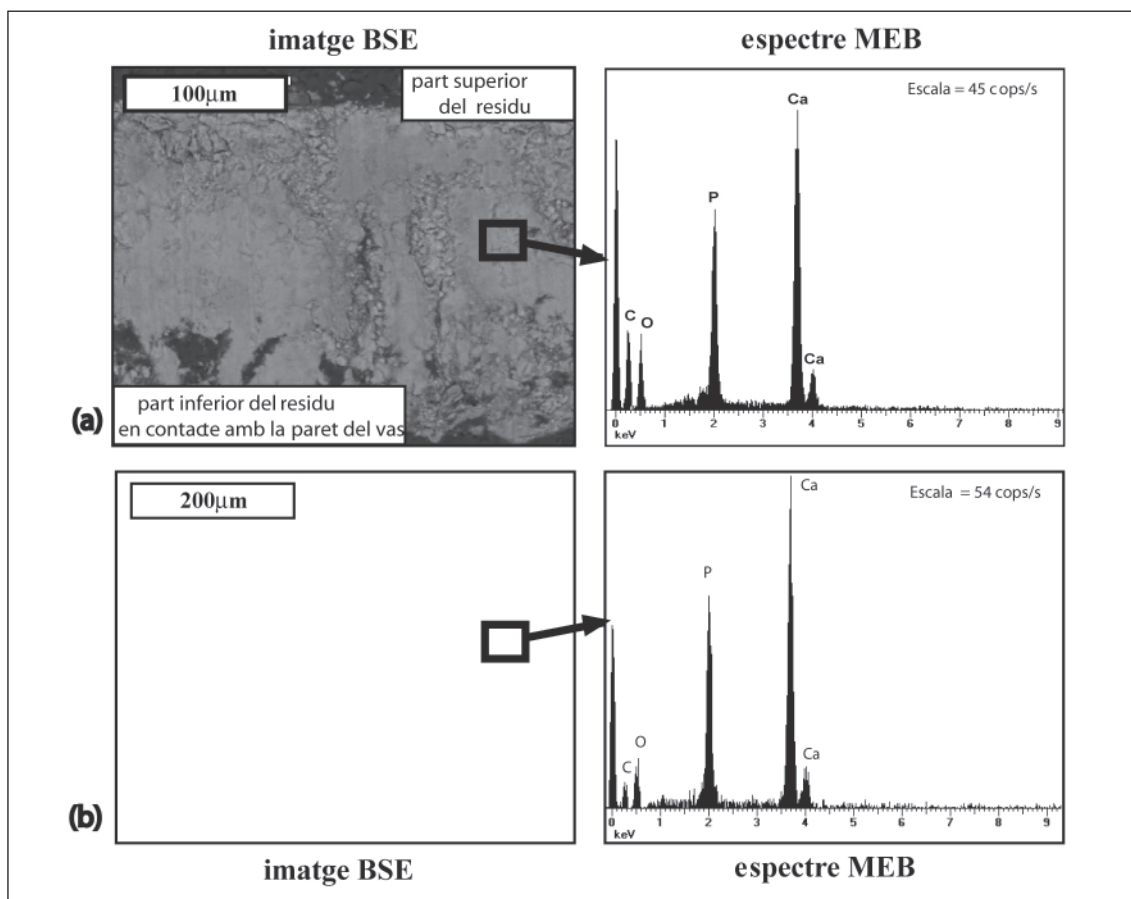 imatge BSE
espectre MEB
100µm
part superior
del residu
Escala = 45 cops/s
Ca
P
C
O
Ca
part inferior del residu
en contacte amb la paret del vas
(a)
0 1 2 3 4 5 6 7 8 9
keV
200µm
Escala = 54 cops/s
Ca
P
O
C
Ca
(b)
0 1 2 3 4 5 6 7 8 9
keV
imatge BSE
espectre MEB